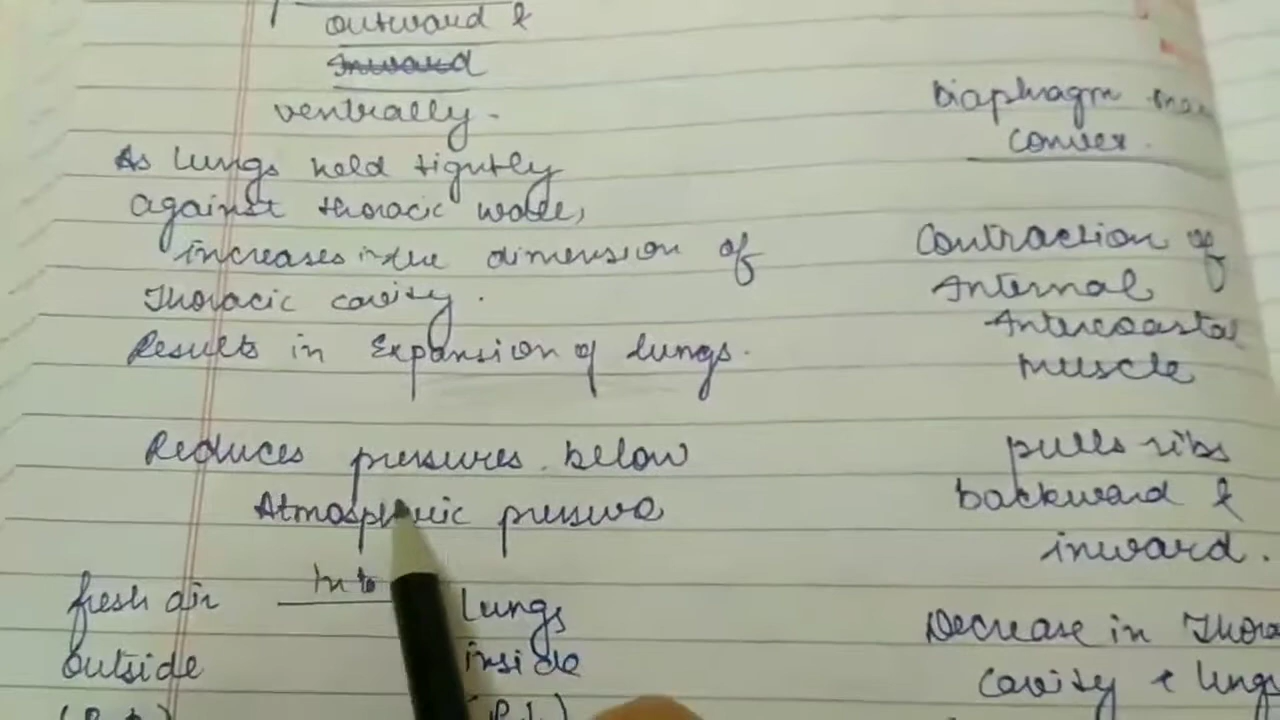 outward &
Inward
ventrally.
As lungs held tightly
against thoracic wall,
increases in the dimension of
Thoracic cavity.
Results in Expansion of lungs.
Reduces pressures below
Atmospheric pressure
fresh air into lungs
outside inside
Diaphragm
convex.
Contraction of
Internal
Intercoastal
muscle
pulls ribs
backward &
inward.
Decrease in Thora
cavity & lungs